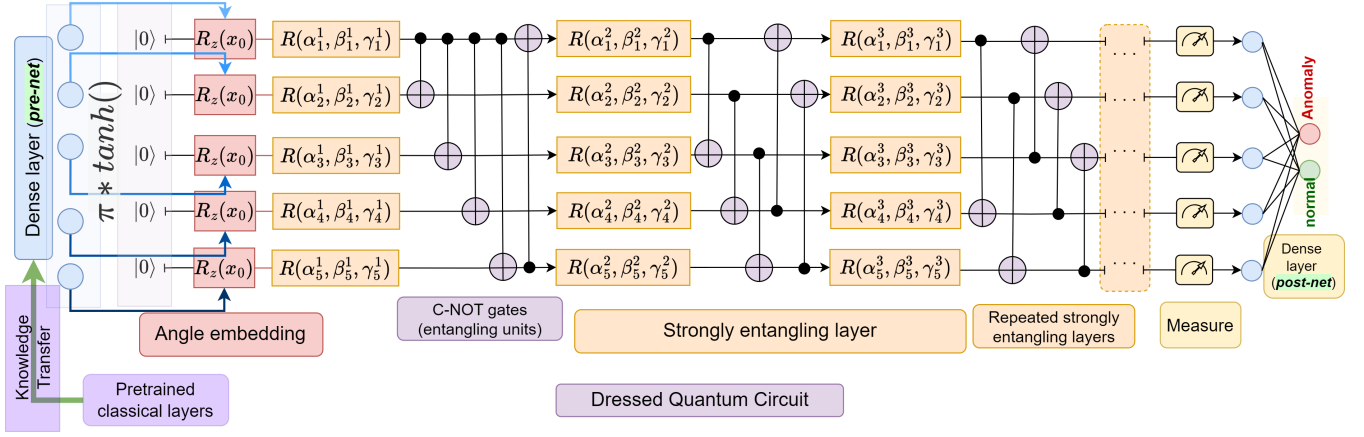 Dense layer (pre-net)
π * tanh()
|0⟩ R_z(x_0) R(α_1^1, β_1^1, γ_1^1) R(α_1^2, β_1^2, γ_1^2) R(α_1^3, β_1^3, γ_1^3) ...
|0⟩ R_z(x_0) R(α_2^1, β_2^1, γ_2^1) R(α_2^2, β_2^2, γ_2^2) R(α_2^3, β_2^3, γ_2^3) ...
|0⟩ R_z(x_0) R(α_3^1, β_3^1, γ_3^1) R(α_3^2, β_3^2, γ_3^2) R(α_3^3, β_3^3, γ_3^3) ...
|0⟩ R_z(x_0) R(α_4^1, β_4^1, γ_4^1) R(α_4^2, β_4^2, γ_4^2) R(α_4^3, β_4^3, γ_4^3) ...
|0⟩ R_z(x_0) R(α_5^1, β_5^1, γ_5^1) R(α_5^2, β_5^2, γ_5^2) R(α_5^3, β_5^3, γ_5^3) ...
Anomaly
normal
Dense
layer
(post-net)
Knowledge
Transfer
Pretrained
classical layers
Angle embedding
C-NOT gates
(entangling units)
Strongly entangling layer
Repeated strongly
entangling layers
Measure
Dressed Quantum Circuit